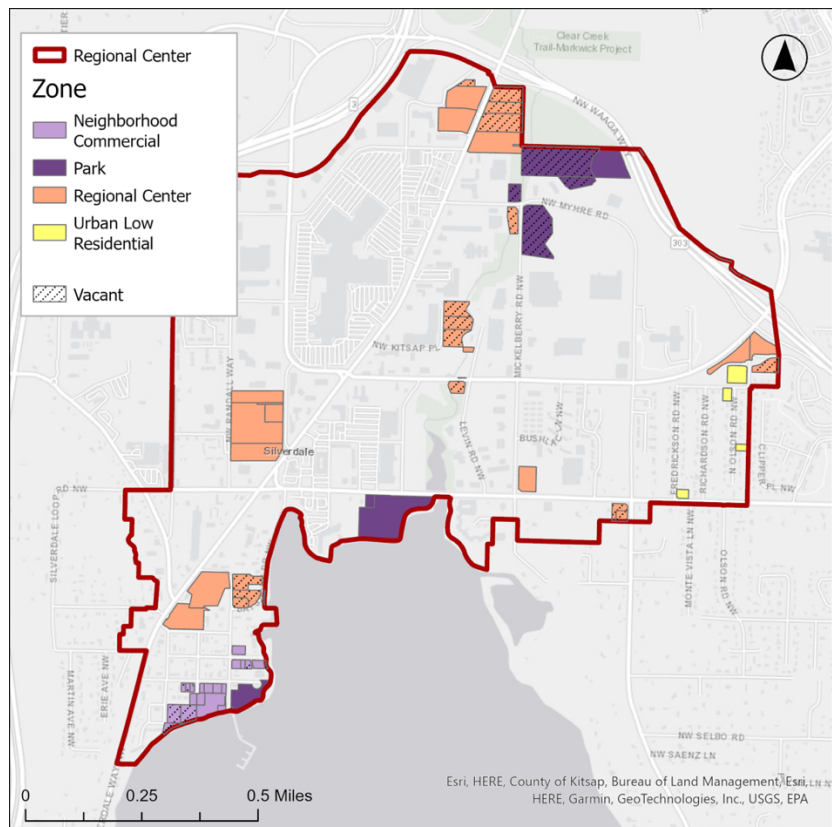 Clear Creek
Trail-Markwick Project
Regional Center
Zone
Neighborhood
Commercial
Park
Regional Center
Urban Low
Residential
Vacant
3
NW WAAGA W
NW MYHRE RD
303
MICKELBERRY RD NW
NW KITSAP PL
NW RANDALL WAY
Silverdale
LEVIN RD NW
BUSH
LN NW
FREDRICKSON RD NW
RICHARDSON RD NW
N OLSON RD NW
CLIPPER
PL NW
RD NW
SILVERDALE LOOP
MONTE VISTA LN NW
OLSON RD NW
MARTIN AVE NW
ERIE AVE NW
NW SELBO RD
NW SAENZ LN
LN NW
ERDALE WAY
0
0.25
0.5 Miles
Esri, HERE, County of Kitsap, Bureau of Land Management, Esri,
HERE, Garmin, GeoTechnologies, Inc., USGS, EPA